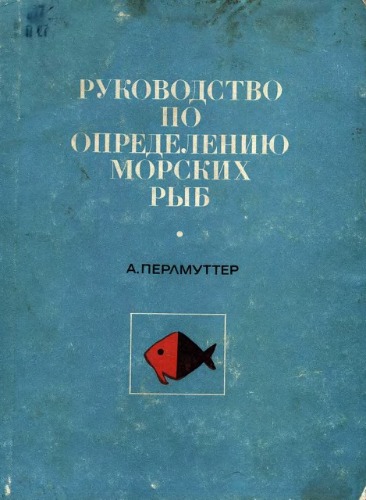 РУКОВОДСТВО
ПО
ОПРЕДЕЛЕНИЮ
МОРСКИХ
РЫБ
А. ПЕРЛМУТТЕР